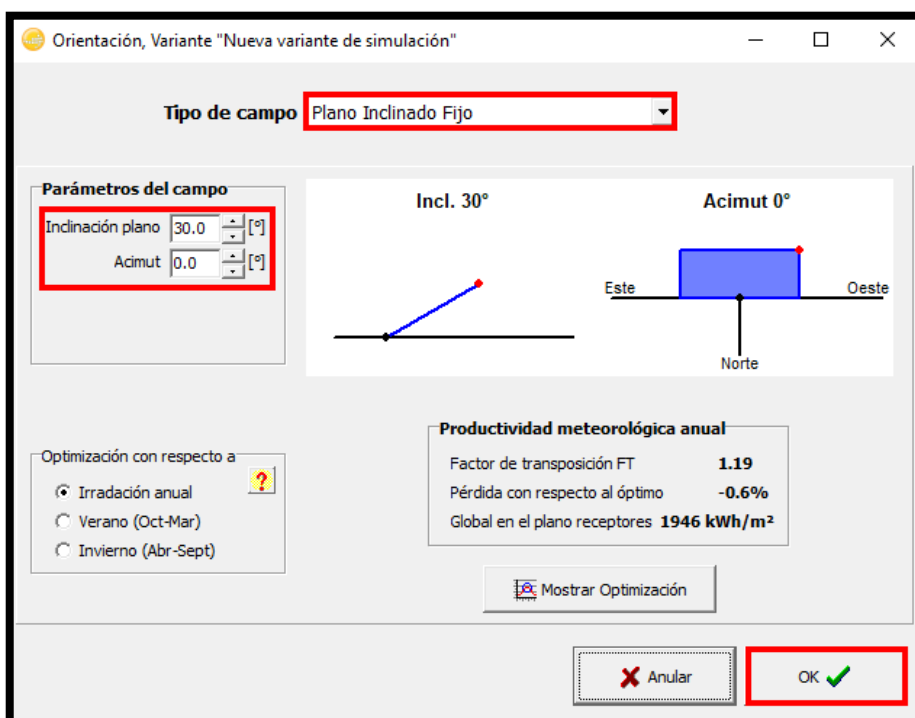 Orientación, Variante "Nueva variante de simulación"
Tipo de campo Plano Inclinado Fijo
Parámetros del campo
Inclinación plano 30.0 [º]
Acimut 0.0 [º]
Incl. 30°
Acimut 0°
Este
Oeste
Norte
Optimización con respecto a
?
Irradación anual
Verano (Oct-Mar)
Invierno (Abr-Sept)
Productividad meteorológica anual
Factor de transposición FT 1.19
Pérdida con respecto al óptimo -0.6%
Global en el plano receptores 1946 kWh/m²
Mostrar Optimización
Anular
OK